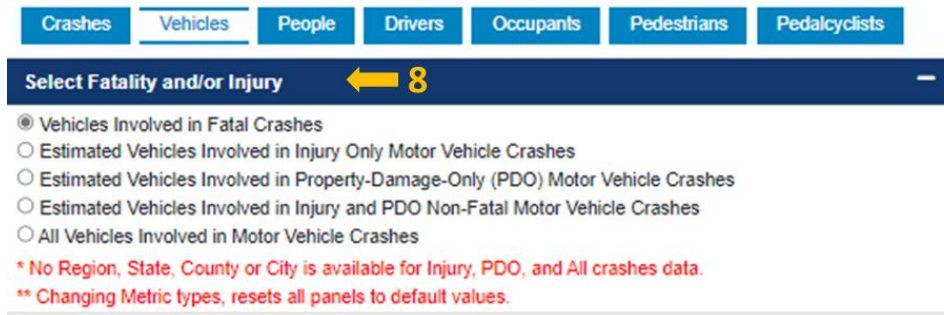 Crashes Vehicles People Drivers Occupants Pedestrians Pedalcyclists
Select Fatality and/or Injury 8
Vehicles Involved in Fatal Crashes
Estimated Vehicles Involved in Injury Only Motor Vehicle Crashes
Estimated Vehicles Involved in Property-Damage-Only (PDO) Motor Vehicle Crashes
Estimated Vehicles Involved in Injury and PDO Non-Fatal Motor Vehicle Crashes
All Vehicles Involved in Motor Vehicle Crashes
* No Region, State, County or City is available for Injury, PDO, and All crashes data.
** Changing Metric types, resets all panels to default values.